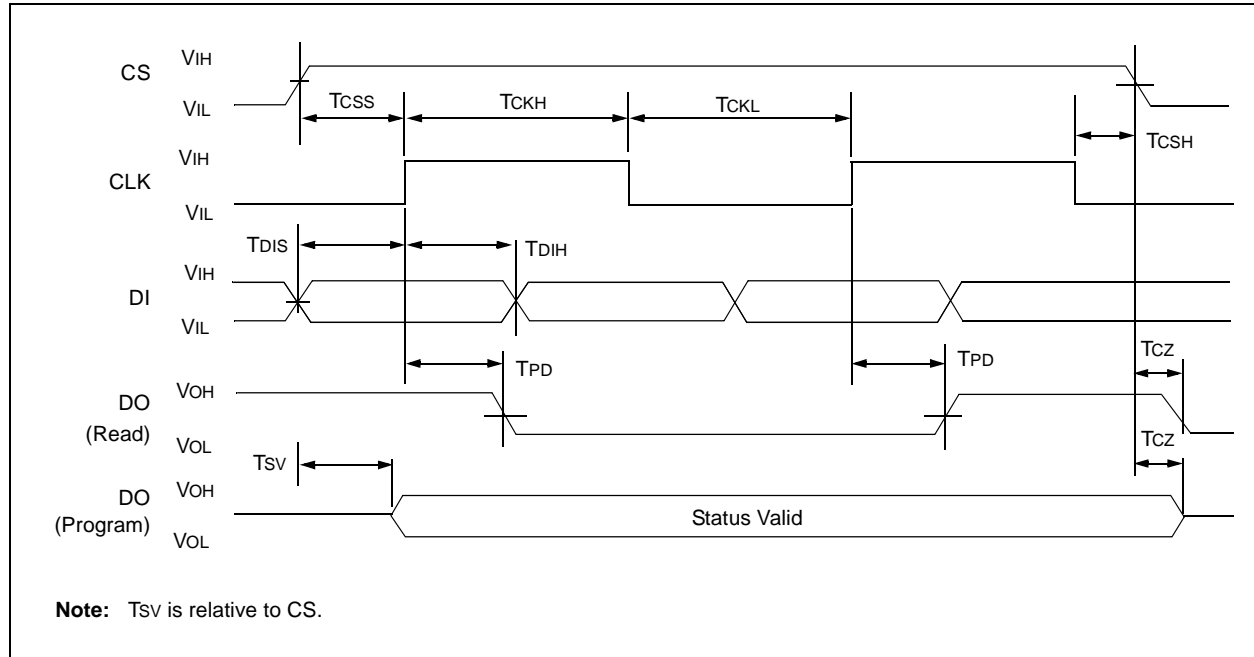 CS
VIH
VIL
TCSS
TCKH
TCKL
TCSH
CLK
VIH
VIL
TDIS
TDIH
DI
VIH
VIL
TPD
TPD
TCZ
DO
(Read)
VOH
VOL
TCZ
TSV
DO
(Program)
VOH
VOL
Status Valid
Note: TSV is relative to CS.